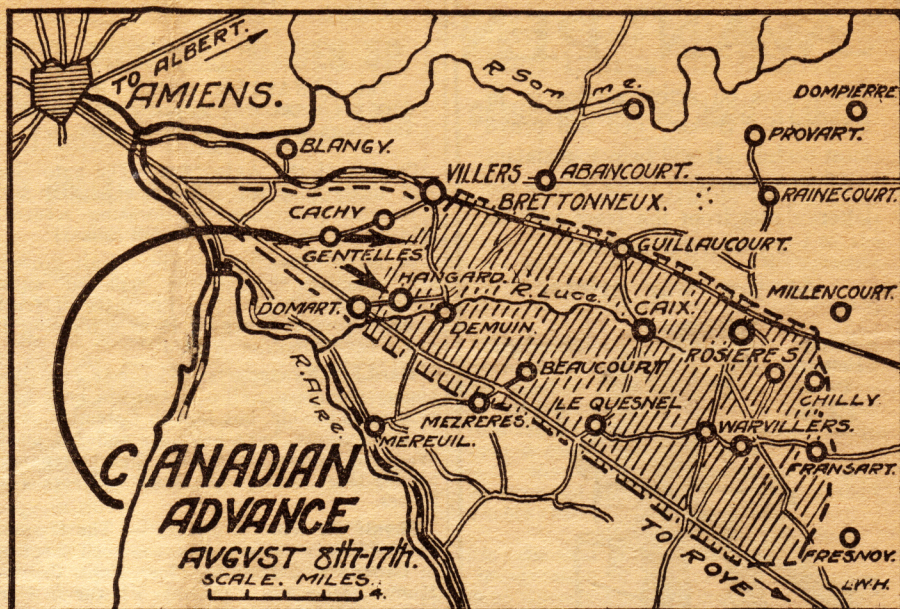 TO ALBERT.
AMIENS.
R Somme.
DOMPIERRE
PROVART.
BLANGY.
VILLERS
BRETTONNEUX.
ABANCOURT.
RAINECOURT.
CACHY
GENTELLES
GUILLAUCOURT.
HANGARD.
R. Luce.
MILLENCOURT.
DOMART.
DEMUIN.
CAIX.
ROSIERES
BEAUCOURT
CHILLY
R. Avre.
MEZRERES.
LE QUESNEL
WARVILLERS.
MEREUIL.
FRANSART.
CANADIAN
ADVANCE
AVGVST 8th-17th.
SCALE. MILES.
4.
TO ROYE
FRESNOY.
L.W.H.